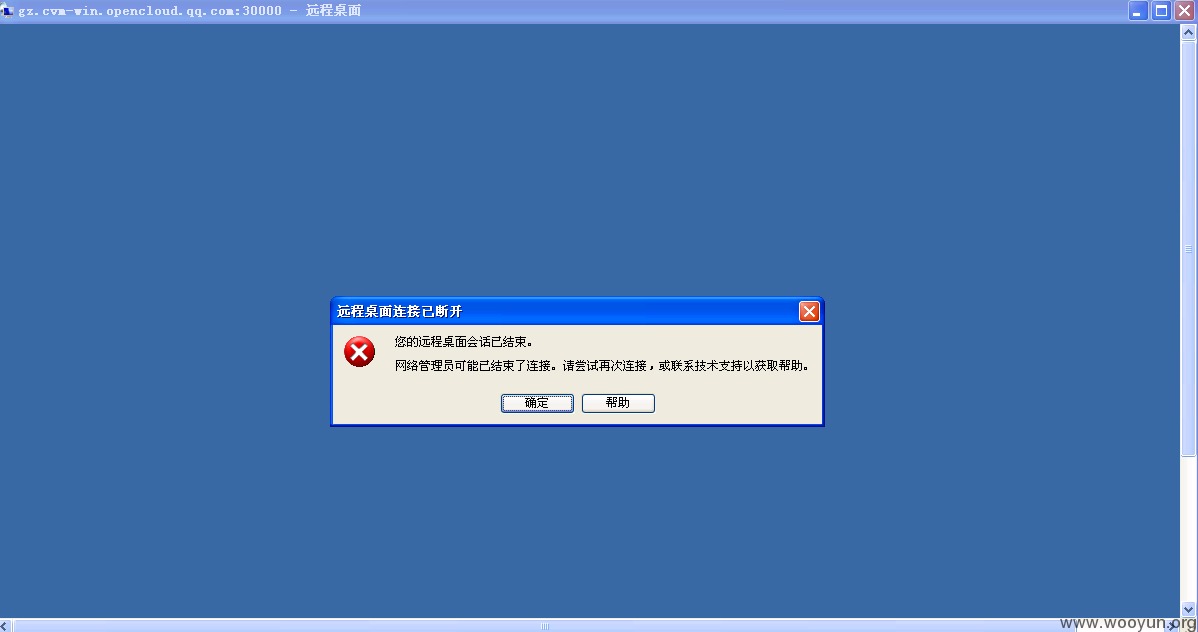 gz.cvm-win.opencloud.qq.com:30000 - 远程桌面
远程桌面连接已断开
您的远程桌面会话已结束。
网络管理员可能已结束了连接。请尝试再次连接，或联系技术支持以获取帮助。
确定
帮助
www.wooyun.org